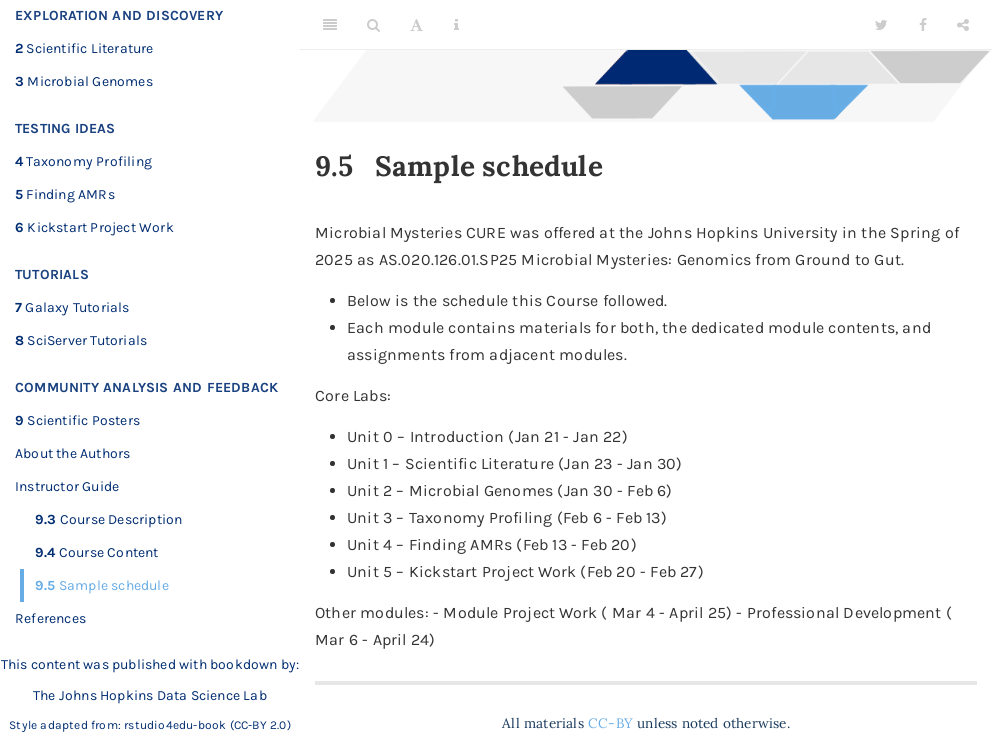 EXPLORATION AND DISCOVERY
2 Scientific Literature
3 Microbial Genomes
TESTING IDEAS
4 Taxonomy Profiling
5 Finding AMRs
6 Kickstart Project Work
TUTORIALS
7 Galaxy Tutorials
8 SciServer Tutorials
COMMUNITY ANALYSIS AND FEEDBACK
9 Scientific Posters
About the Authors
Instructor Guide
9.3 Course Description
9.4 Course Content
9.5 Sample schedule
References
This content was published with bookdown by:
The Johns Hopkins Data Science Lab
Style adapted from: rstudio4edu-book (CC-BY 2.0)
9.5 Sample schedule
Microbial Mysteries CURE was offered at the Johns Hopkins University in the Spring of
2025 as AS.020.126.01.SP25 Microbial Mysteries: Genomics from Ground to Gut.
• Below is the schedule this Course followed.
• Each module contains materials for both, the dedicated module contents, and
assignments from adjacent modules.
Core Labs:
• Unit 0 – Introduction (Jan 21 - Jan 22)
• Unit 1 – Scientific Literature (Jan 23 - Jan 30)
• Unit 2 – Microbial Genomes (Jan 30 - Feb 6)
• Unit 3 – Taxonomy Profiling (Feb 6 - Feb 13)
• Unit 4 – Finding AMRs (Feb 13 - Feb 20)
• Unit 5 – Kickstart Project Work (Feb 20 - Feb 27)
Other modules: - Module Project Work ( Mar 4 - April 25) - Professional Development (
Mar 6 - April 24)
All materials CC-BY unless noted otherwise.